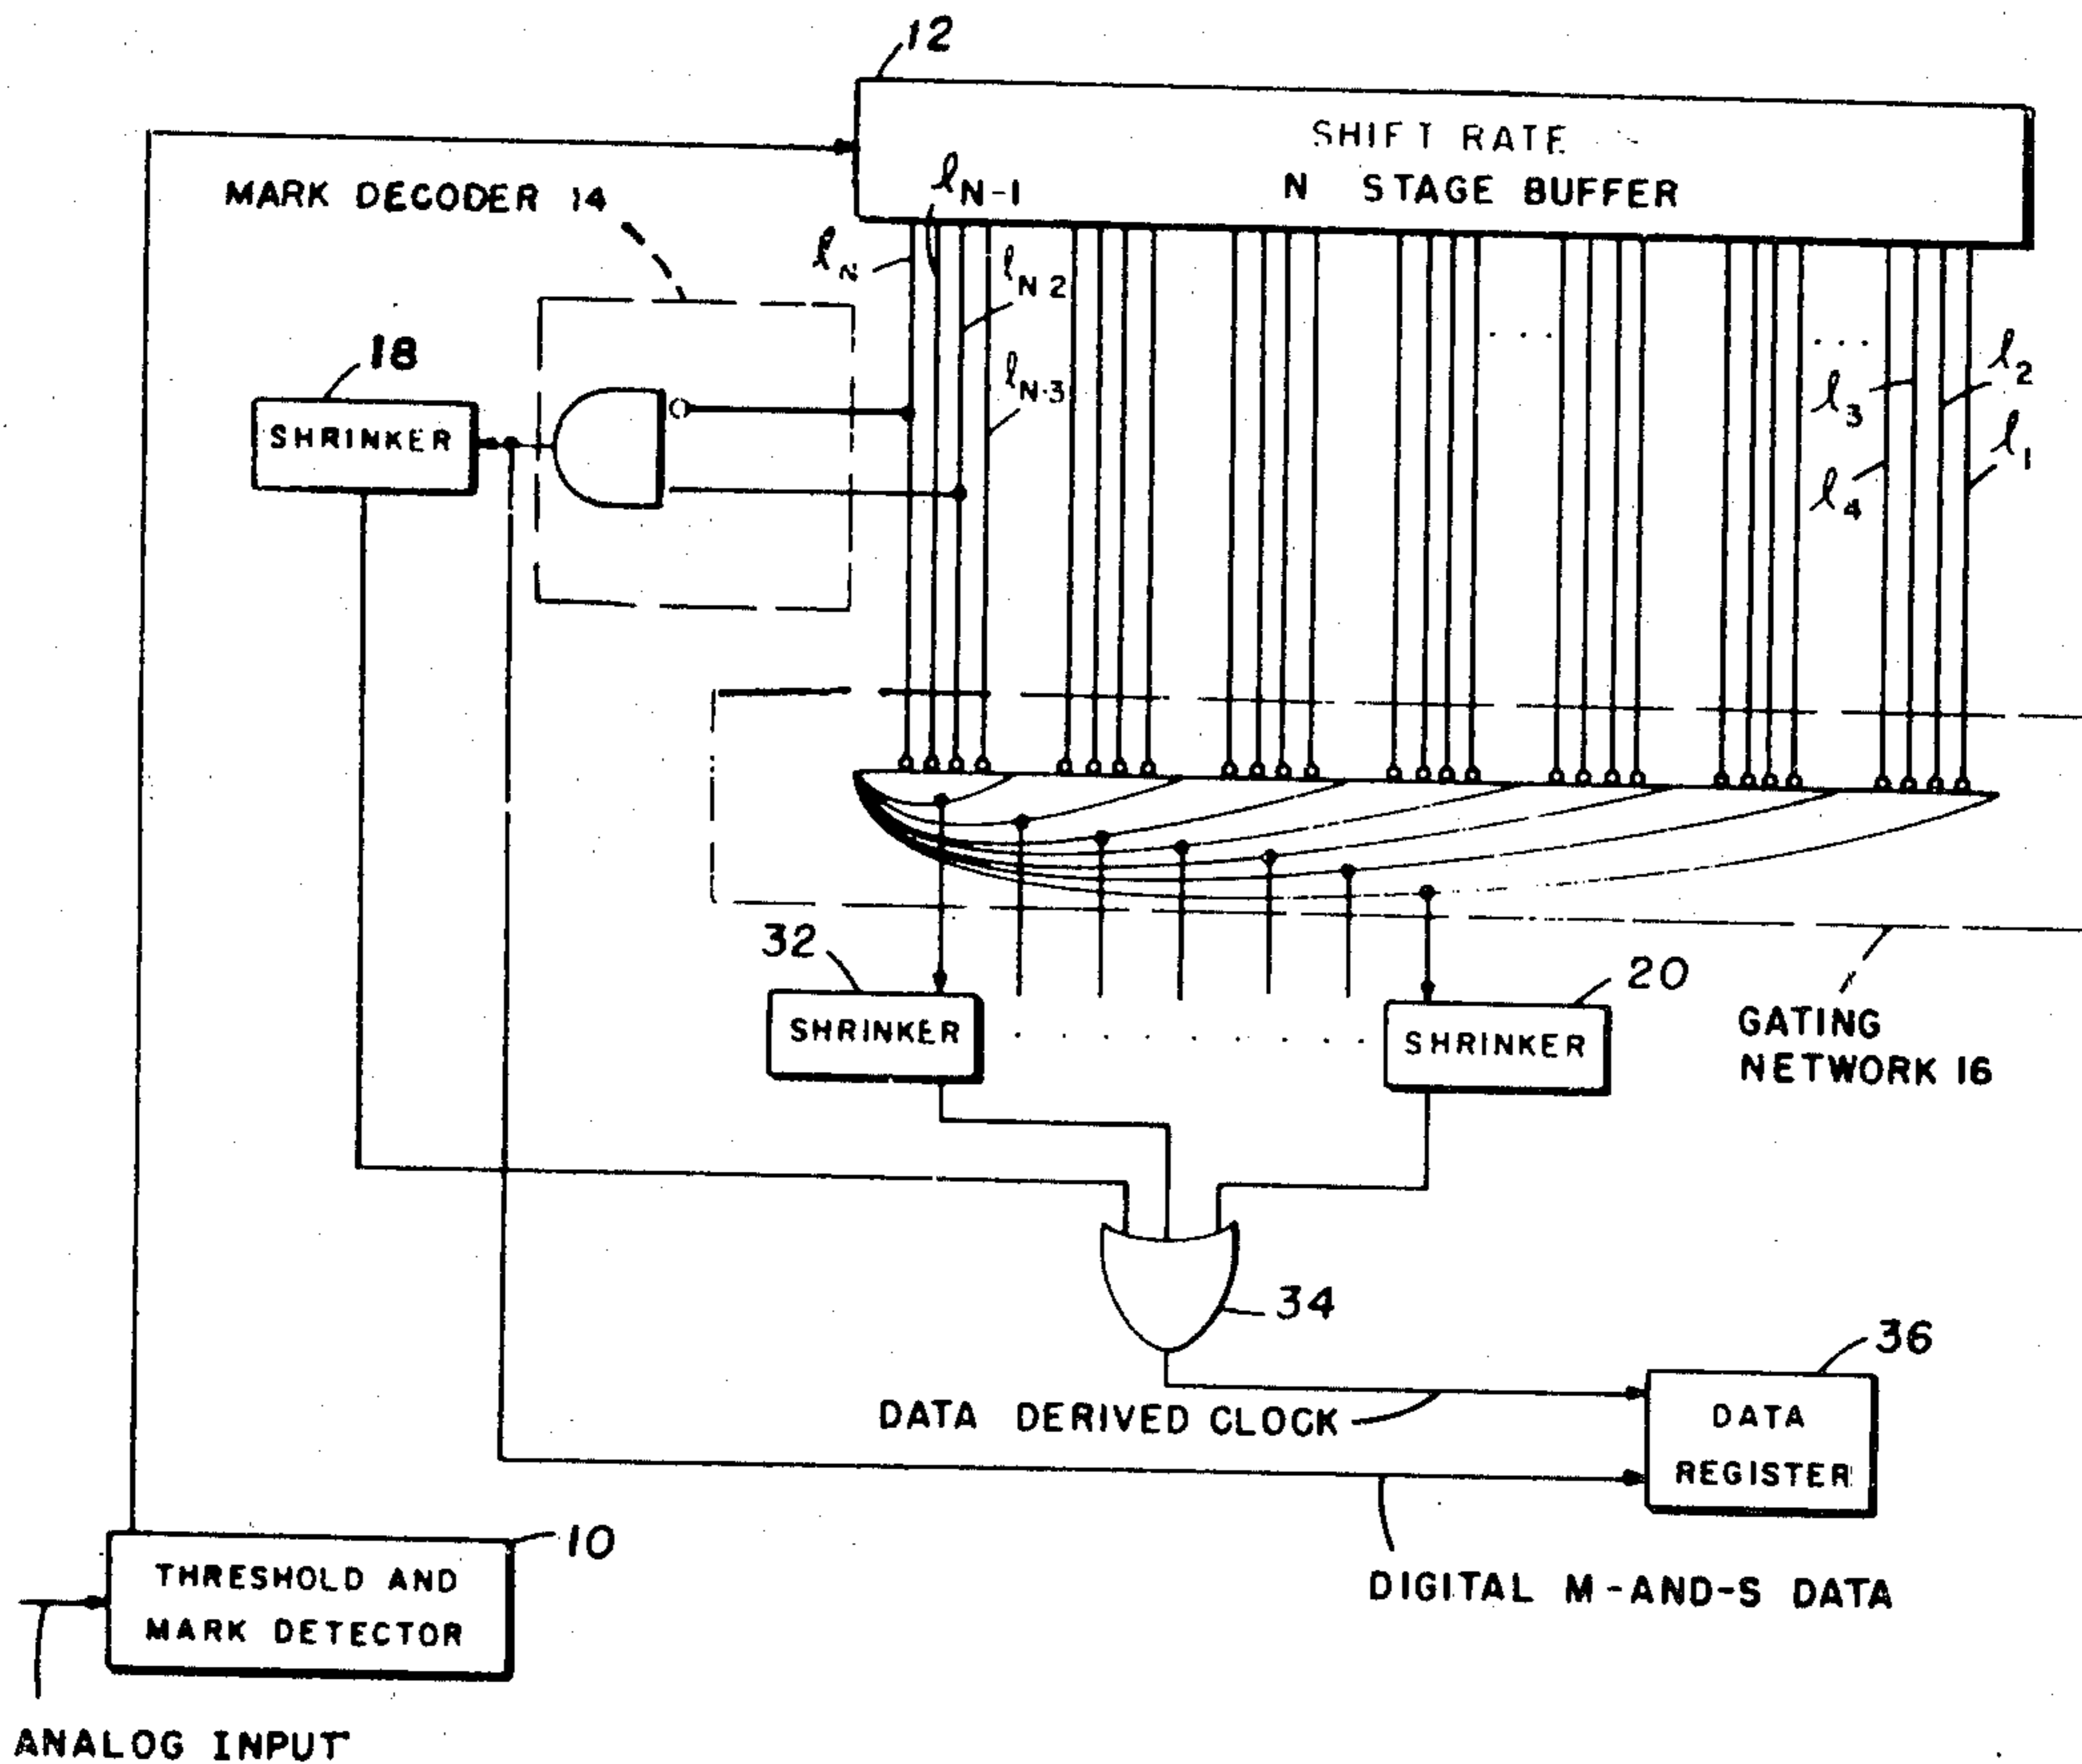 12
SHIFT RATE
N STAGE BUFFER
MARK DECODER 14
ℓN-1
ℓN
ℓN-2
ℓN-3
18
SHRINKER
ℓ2
ℓ3
ℓ1
ℓ4
32
SHRINKER
20
SHRINKER
GATING
NETWORK 16
34
36
DATA DERIVED CLOCK
DATA
REGISTER
10
THRESHOLD AND
MARK DETECTOR
DIGITAL M-AND-S DATA
ANALOG INPUT